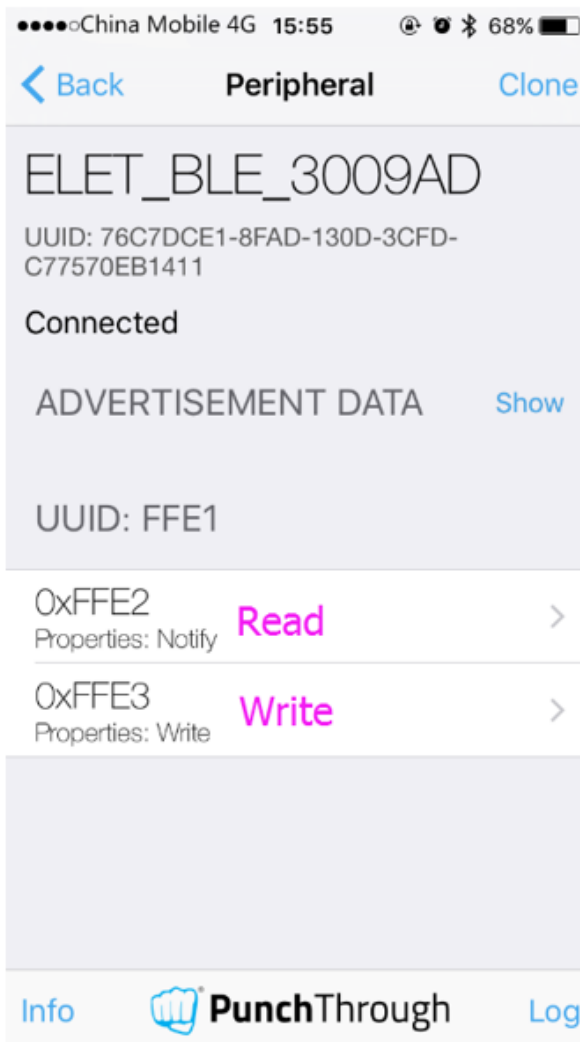 China Mobile 4G 15:55 68%
Back Peripheral Clone
ELET_BLE_3009AD
UUID: 76C7DCE1-8FAD-130D-3CFD-
C77570EB1411
Connected
ADVERTISEMENT DATA Show
UUID: FFE1
0xFFE2
Properties: Notify Read
0xFFE3
Properties: Write Write
Info PunchThrough Log